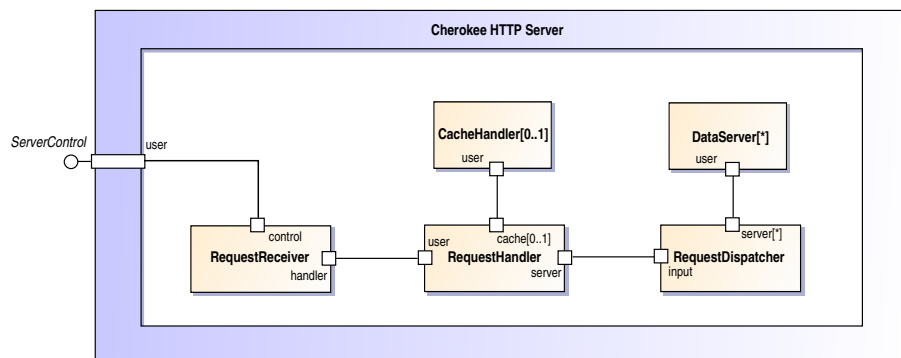 Cherokee HTTP Server
ServerControl
user
CacheHandler[0..1]
user
DataServer[*]
user
control
RequestReceiver
handler
user
cache[0..1]
RequestHandler
server
server[*]
RequestDispatcher
input